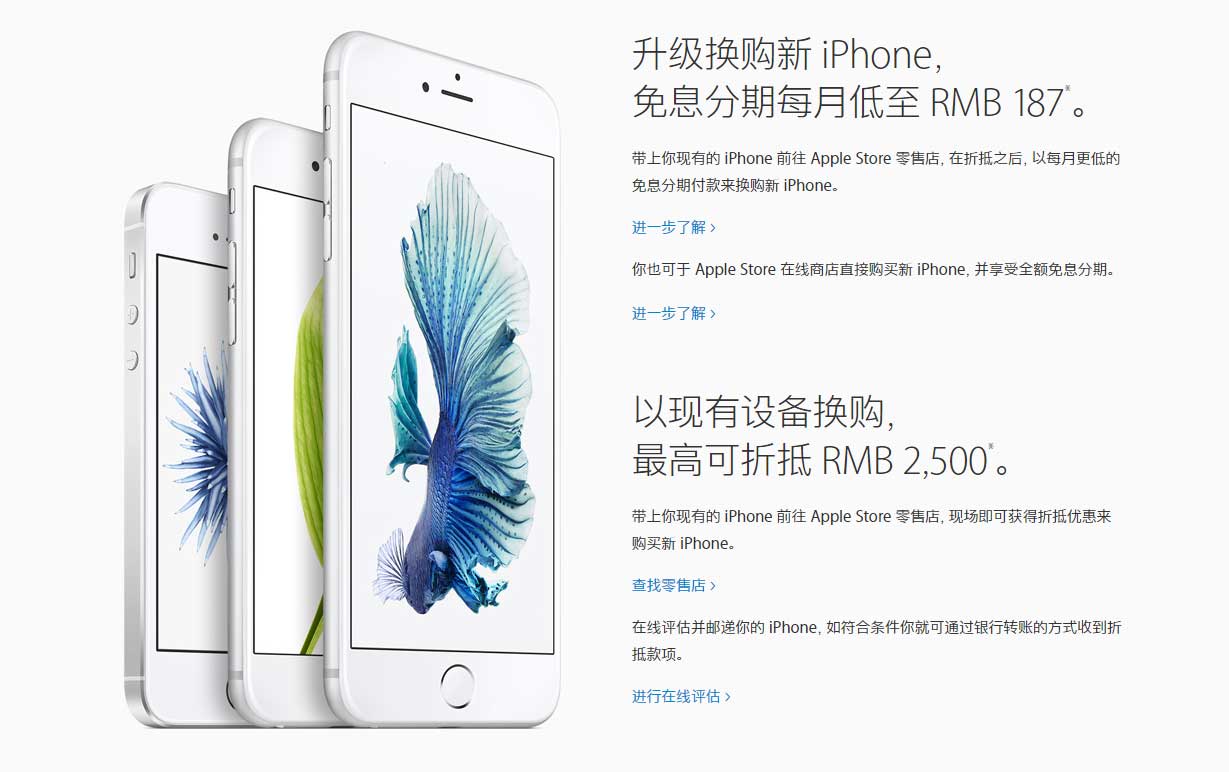 升级换购新 iPhone,
免息分期每月低至 RMB 187*。
带上你现有的 iPhone 前往 Apple Store 零售店, 在折抵之后, 以每月更低的
免息分期付款来换购新 iPhone。
进一步了解 >
你也可于 Apple Store 在线商店直接购买新 iPhone, 并享受全额免息分期。
进一步了解 >
以现有设备换购,
最高可折抵 RMB 2,500*。
带上你现有的 iPhone 前往 Apple Store 零售店, 现场即可获得折抵优惠来
购买新 iPhone。
查找零售店 >
在线评估并邮递你的 iPhone, 如符合条件你就可通过银行转账的方式收到折
抵款项。
进行在线评估 >